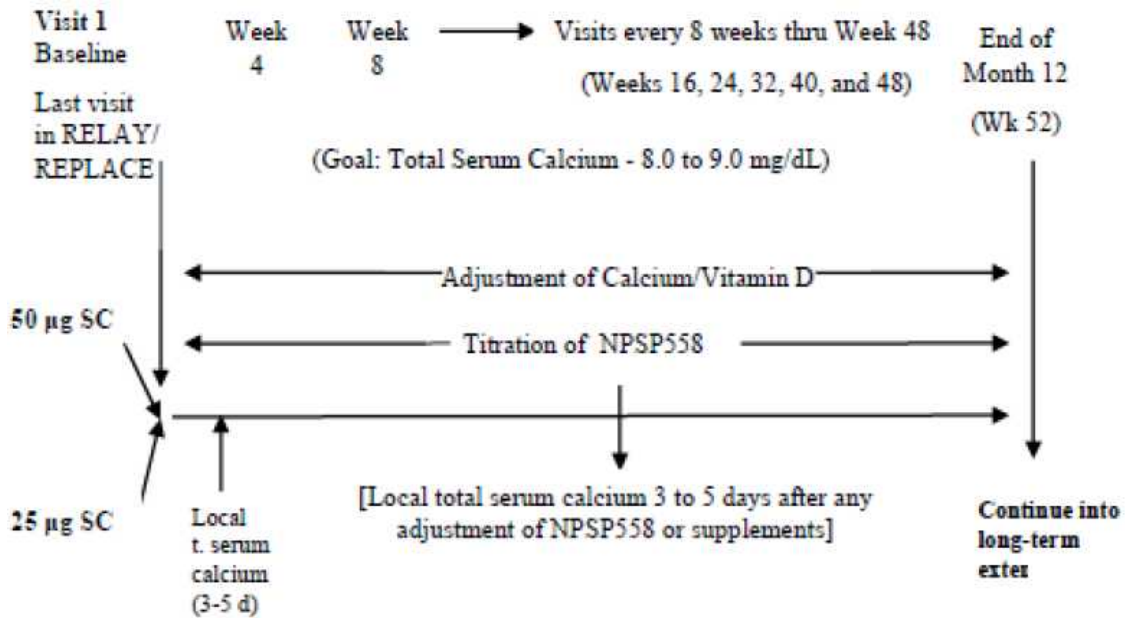 Visit 1
Baseline
Last visit
in RELAY/
REPLACE
Week
4
Week
8
Visits every 8 weeks thru Week 48
(Weeks 16, 24, 32, 40, and 48)
End of
Month 12
(Wk 52)
(Goal: Total Serum Calcium - 8.0 to 9.0 mg/dL)
Adjustment of Calcium/Vitamin D
50 µg SC
Titration of NPSP558
25 µg SC
Local
t. serum
calcium
(3-5 d)
[Local total serum calcium 3 to 5 days after any
adjustment of NPSP558 or supplements]
Continue into
long-term
exter